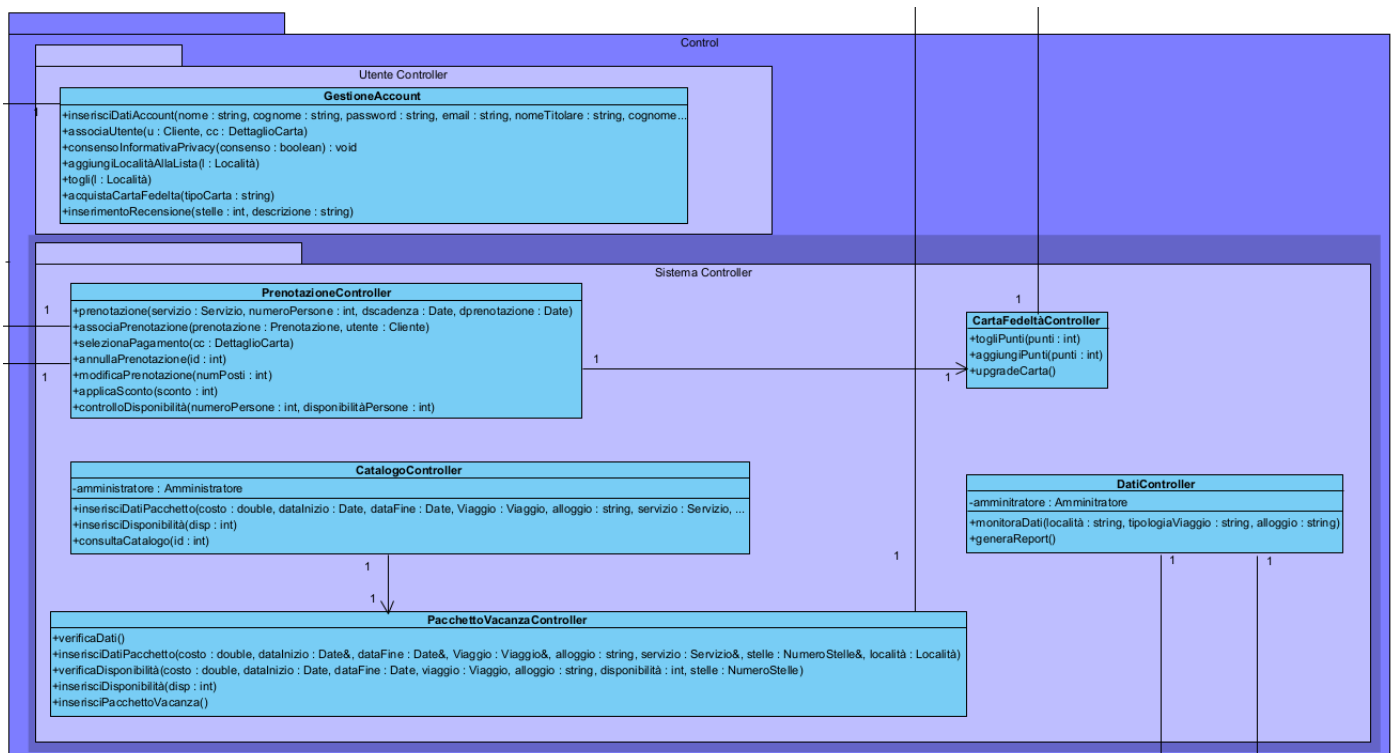 Control
Utente Controller
GestioneAccount
+inserisciDatiAccount(nome : string, cognome : string, password : string, email : string, nomeTitolare : string, cognome...
+associaUtente(u : Cliente, cc : DettaglioCarta)
+consensoInformativaPrivacy(consenso : boolean) : void
+aggiungiLocalitàAllaLista(l : Località)
+togli(l : Località)
+acquistaCartaFedelta(tipoCarta : string)
+inserimentoRecensione(stelle : int, descrizione : string)
1
Sistema Controller
PrenotazioneController
+prenotazione(servizio : Servizio, numeroPersone : int, dscadenza : Date, dprenotazione : Date)
+associaPrenotazione(prenotazione : Prenotazione, utente : Cliente)
+selezionaPagamento(cc : DettaglioCarta)
+annullaPrenotazione(id : int)
+modificaPrenotazione(numPosti : int)
+applicaSconto(sconto : int)
+controlloDisponibilità(numeroPersone : int, disponibilitàPersone : int)
1
1
1
1
1
CartaFedeltàController
+togliPunti(punti : int)
+aggiungiPunti(punti : int)
+upgradeCarta()
CatalogoController
-amministratore : Amministratore
+inserisciDatiPacchetto(costo : double, dataInizio : Date, dataFine : Date, Viaggio : Viaggio, alloggio : string, servizio : Servizio, ...
+inserisciDisponibilità(disp : int)
+consultaCatalogo(id : int)
DatiController
-amminitratore : Amminitratore
+monitoraDati(località : string, tipologiaViaggio : string, alloggio : string)
+generaReport()
1
1
1
1
1
PacchettoVacanzaController
+verificaDati()
+inserisciDatiPacchetto(costo : double, dataInizio : Date&, dataFine : Date&, Viaggio : Viaggio&, alloggio : string, servizio : Servizio&, stelle : NumeroStelle&, località : Località)
+verificaDisponibilità(costo : double, dataInizio : Date, dataFine : Date, viaggio : Viaggio, alloggio : string, disponibilità : int, stelle : NumeroStelle)
+inserisciDisponibilità(disp : int)
+inserisciPacchettoVacanza()